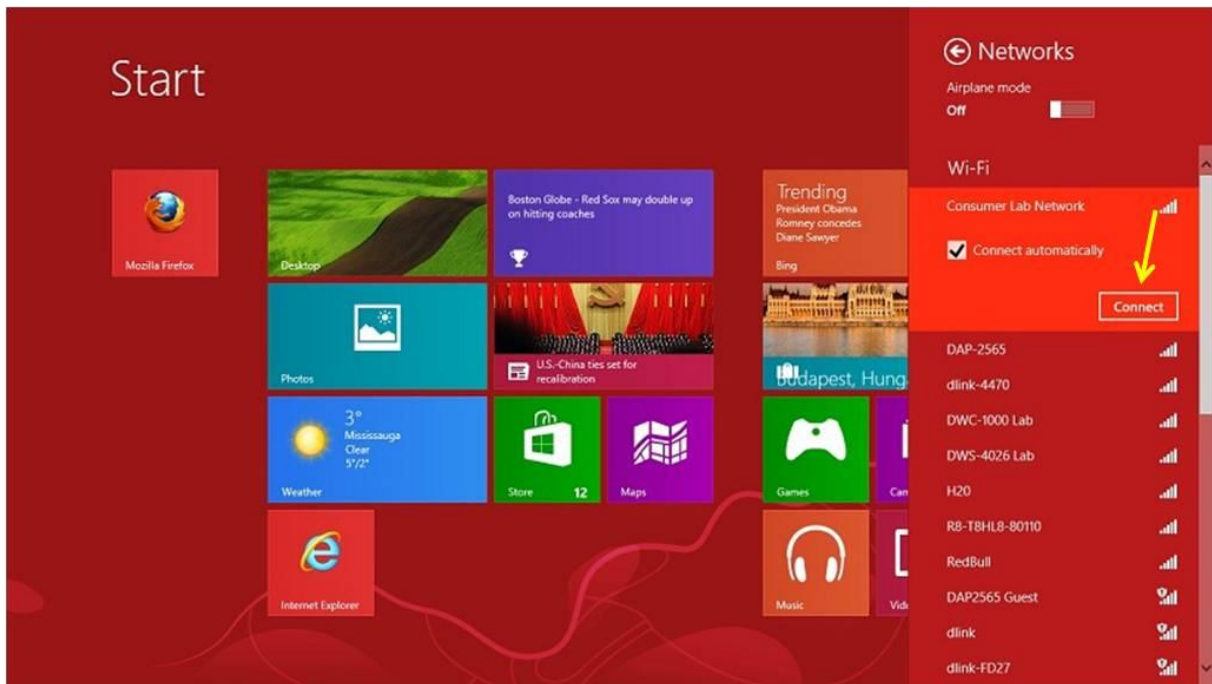 Start
Mozilla Firefox
Desktop
Boston Globe - Red Sox may double up
on hitting coaches
Photos
U.S.-China ties set for
recalibration
3°
Mississauga
Clear
5°/2°
Weather
Store 12
Maps
Internet Explorer
Trending
President Obama
Romney concedes
Diane Sawyer
Bing
Budapest, Hung
Games
Cam
Music
Vide
Networks
Airplane mode
Off
Wi-Fi
Consumer Lab Network
Connect automatically
Connect
DAP-2565
dlink-4470
DWC-1000 Lab
DWS-4026 Lab
H20
R8-T8HL8-80110
RedBull
DAP2565 Guest
dlink
dlink-FD27